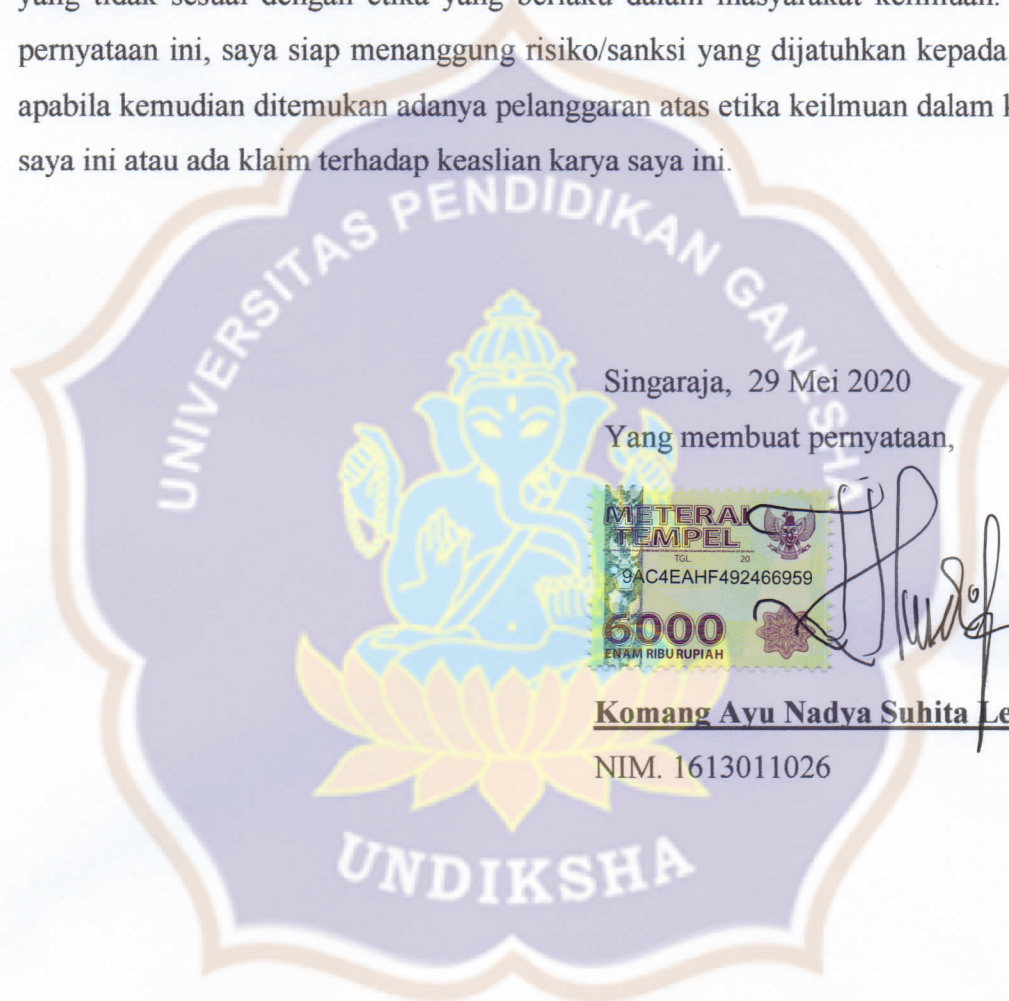 yang tidak sesuai dengan etika yang berlaku dalam masyarakat keilmuan.
pernyataan ini, saya siap menanggung risiko/sanksi yang dijatuhkan kepada
apabila kemudian ditemukan adanya pelanggaran atas etika keilmuan dalam k
saya ini atau ada klaim terhadap keaslian karya saya ini.
UNIVERSITAS PENDIDIKAN GANESHA
Singaraja, 29 Mei 2020
Yang membuat pernyataan,
METERAI
TEMPEL
TGL 20
9AC4EAHF492466959
6000
ENAM RIBU RUPIAH
Komang Ayu Nadya Suhita Le
NIM. 1613011026
UNDIKSHA